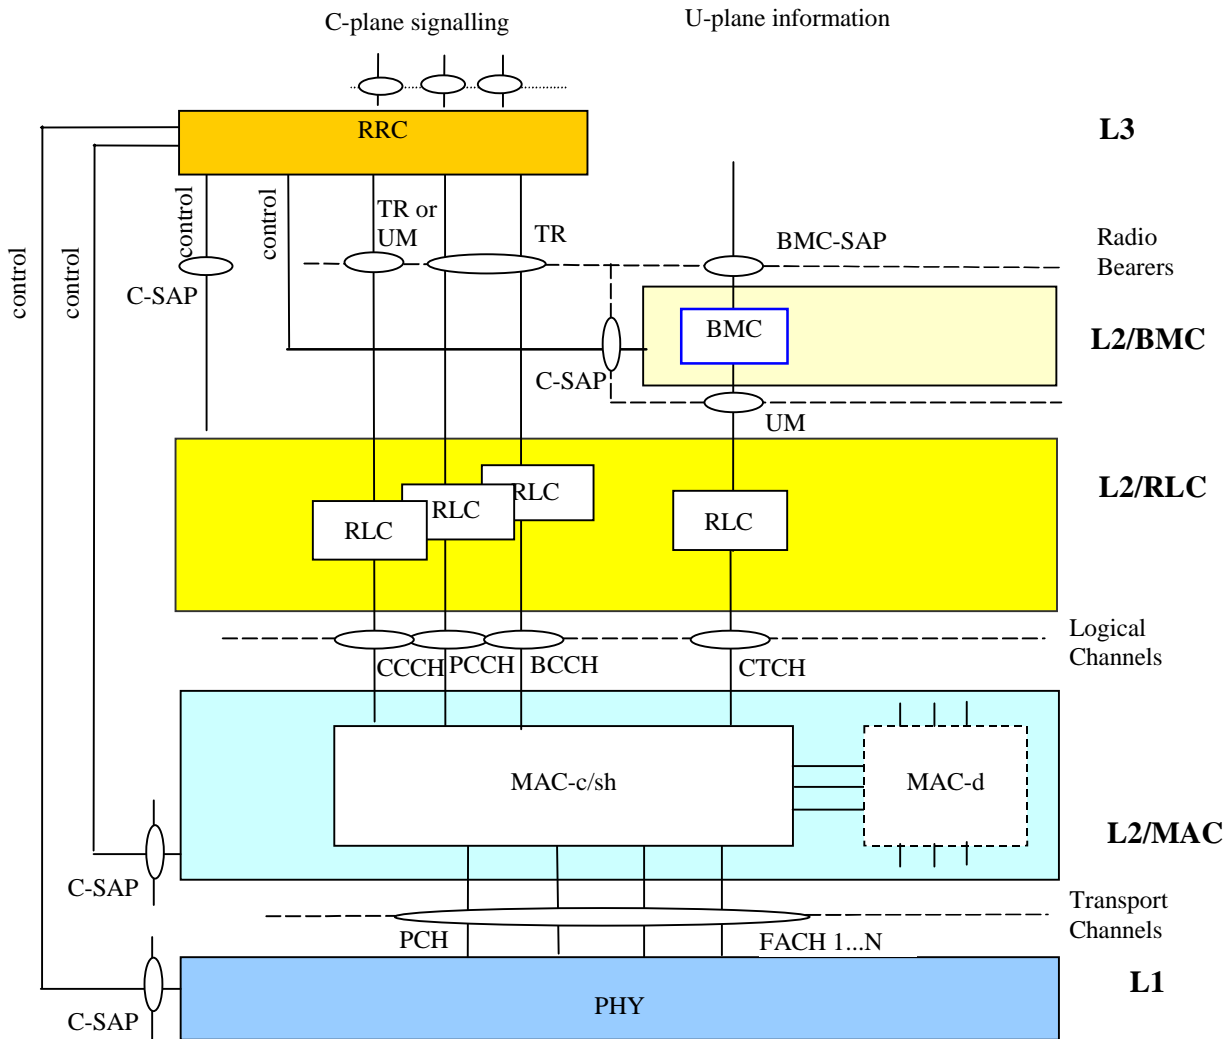 C-plane signalling
U-plane information
RRC
L3
control
control
control
control
TR or
UM
TR
BMC-SAP
Radio
Bearers
C-SAP
BMC
L2/BMC
C-SAP
UM
L2/RLC
RLC
RLC
RLC
RLC
Logical
Channels
CCCH
PCCH
BCCH
CTCH
MAC-c/sh
MAC-d
L2/MAC
C-SAP
Transport
Channels
PCH
FACH 1...N
L1
PHY
C-SAP